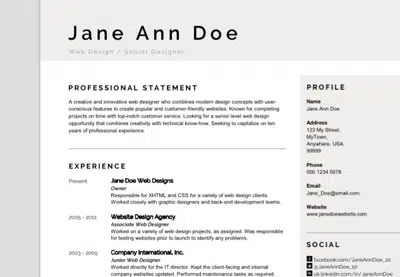 Jane Ann Doe
Web Design / Senior Designer
PROFESSIONAL STATEMENT
A creative and innovative web designer who combines modern design concepts with user-
conscious features to create popular and customer-friendly websites. Known for completing
projects on time with top-notch customer service. Looking for a senior level web design
opportunity that combines creativity with technical know-how. Seeking to capitalize on ten
years of professional experience.
EXPERIENCE
Present
Jane Doe Web Designs
Owner
Responsible for XHTML and CSS for a variety of web design clients.
Worked closely with graphic designers and back-end development teams.
2005 - 2012
Website Design Agency
Associate Web Designer
Worked on a variety of web design projects, as assigned. Was responsible
for testing websites prior to launch to identify any problems.
2003 - 2005
Company International, Inc.
Junior Web Designer
Worked directly for the IT director. Kept the client-facing and internal
company websites updated. Performed maintenance tasks as required
PROFILE
Name
Jane Ann Doe
Address
123 My Street,
MyTown,
Anywhere, USA
99999
Phone
000 1234 5678
Email
Jane_Doe@email.com
Website
www.janedoewebsite.com
SOCIAL
facebook.com/JaneAnnDoe_10
@JaneAnnDoe_10
uk.linkedin.com/in/JaneAnnD